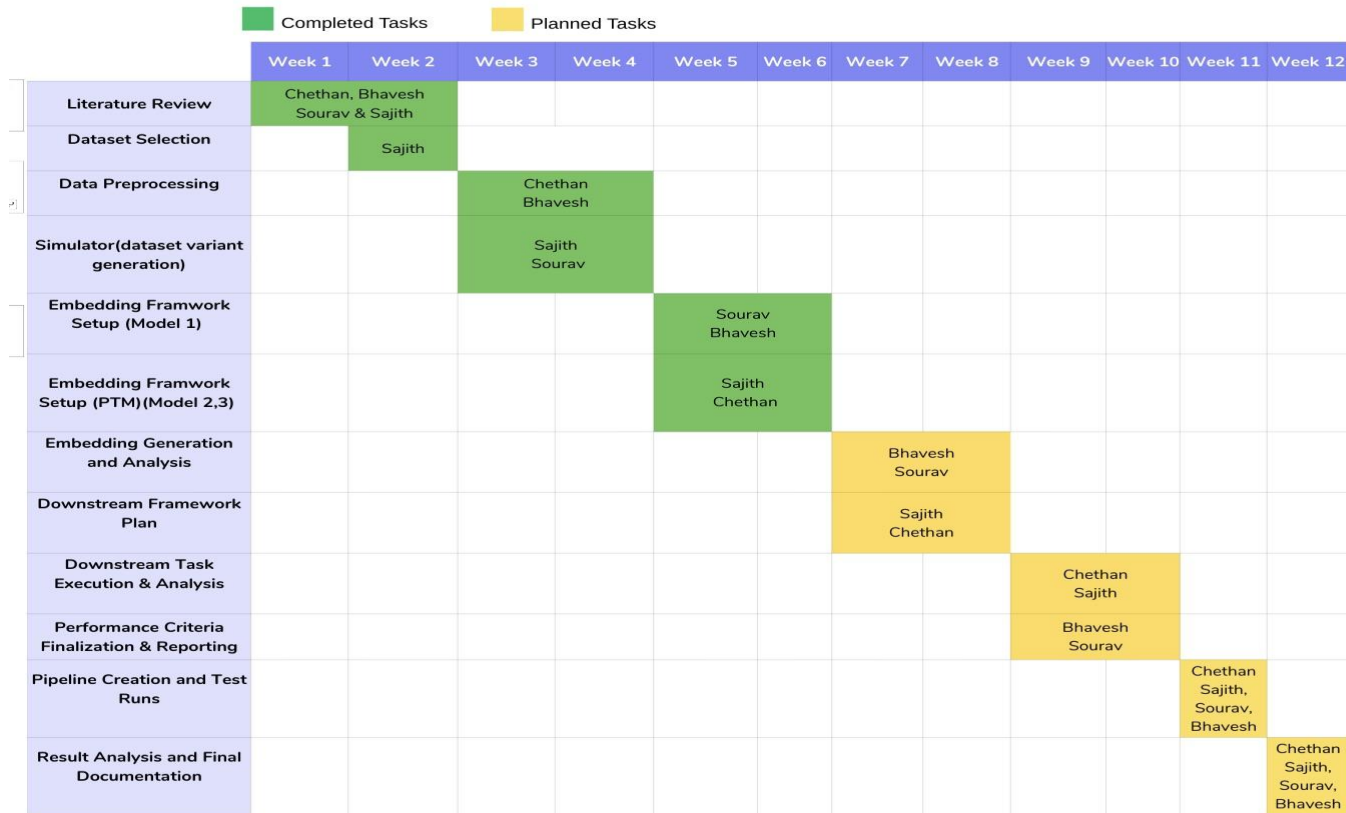 Completed Tasks
Planned Tasks
Week 1 Week 2 Week 3 Week 4 Week 5 Week 6 Week 7 Week 8 Week 9 Week 10 Week 11 Week 12
Literature Review
Chethan, Bhavesh
Sourav & Sajith
Dataset Selection
Sajith
Data Preprocessing
Chethan
Bhavesh
Simulator(dataset variant
generation)
Sajith
Sourav
Embedding Framwork
Setup (Model 1)
Sourav
Bhavesh
Embedding Framwork
Setup (PTM)(Model 2,3)
Sajith
Chethan
Embedding Generation
and Analysis
Bhavesh
Sourav
Downstream Framework
Plan
Sajith
Chethan
Downstream Task
Execution & Analysis
Chethan
Sajith
Performance Criteria
Finalization & Reporting
Bhavesh
Sourav
Pipeline Creation and Test
Runs
Chethan
Sajith,
Sourav,
Bhavesh
Result Analysis and Final
Documentation
Chethan
Sajith,
Sourav,
Bhavesh